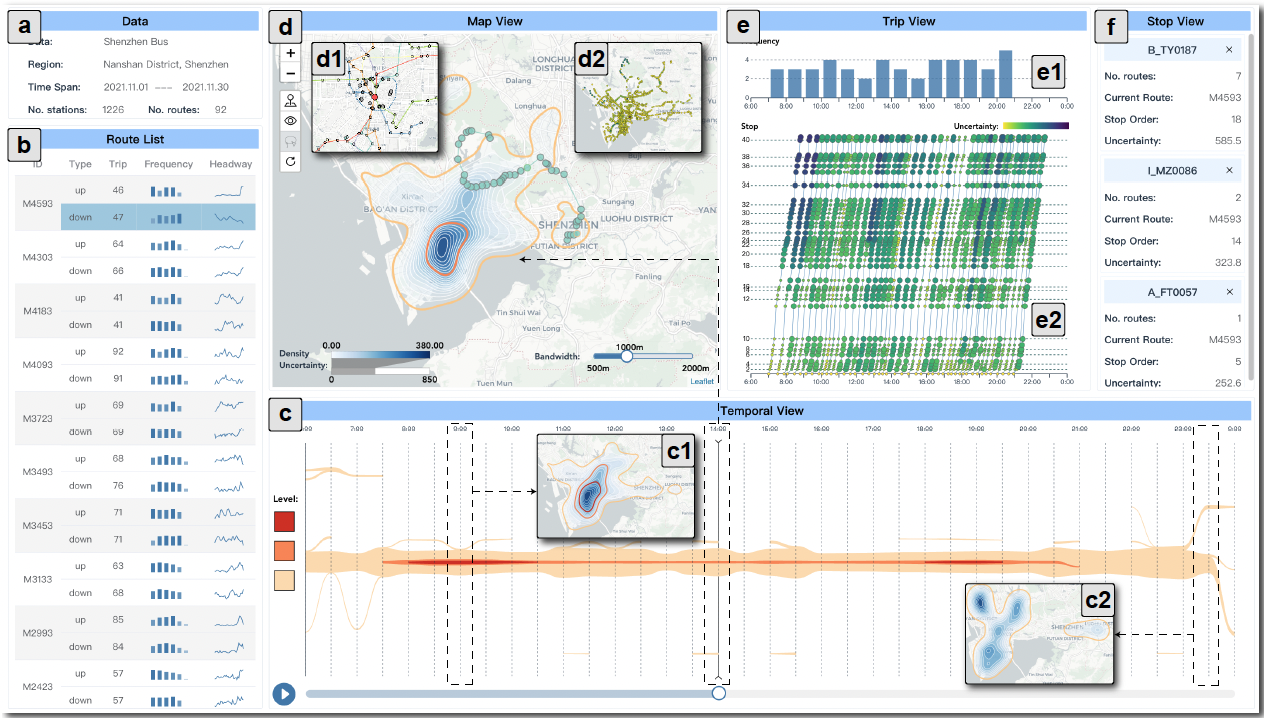 a
Data
Data:
Shenzhen Bus
Region:
Nanshan District, Shenzhen
Time Span:
2021.11.01 --- 2021.11.30
No. stations:
1226
No. routes:
92
b
Route List
ID
Type
Trip
Frequency
Headway
M4593
up
46
down
47
M4303
up
64
down
66
M4183
up
41
down
41
M4093
up
92
down
91
M3723
up
69
down
69
M3493
up
68
down
76
M3453
up
71
down
71
M3133
up
63
down
68
M2993
up
85
down
84
M2423
up
57
down
57
d
Map View
+
−
d1
d2
LONGHUA
DISTRICT
Dalang
Longhua
BAO'AN DISTRICT
Sungang
LUOHU DISTRICT
YAN
SHENZHEN
FUTIAN DISTRICT
Fanling
Tin Shui Wai
Yuen Long
Tai Po
Tuen Mun
Density
Uncertainty:
0.00
380.00
0
850
Bandwidth:
1000m
500m
2000m
Leaflet
e
Trip View
e1
4
2
0
6:00
8:00
10:00
12:00
14:00
16:00
18:00
20:00
22:00
0:00
Stop
Uncertainty:
40
38
36
34
32
30
28
26
24
22
20
18
12
10
e2
6:00
8:00
10:00
12:00
14:00
16:00
18:00
20:00
22:00
0:00
f
Stop View
B_TY0187 ×
No. routes:
7
Current Route:
M4593
Stop Order:
18
Uncertainty:
585.5
I_MZ0086 ×
No. routes:
2
Current Route:
M4593
Stop Order:
14
Uncertainty:
323.8
A_FT0057 ×
No. routes:
1
Current Route:
M4593
Stop Order:
5
Uncertainty:
252.6
c
Temporal View
7:00
9:00
10:00
11:00
12:00
13:00
14:00
15:00
17:00
18:00
19:00
20:00
21:00
22:00
0:00
Level:
c1
SHENZHEN
c2
SHENZHEN
FUTIAN DISTRICT